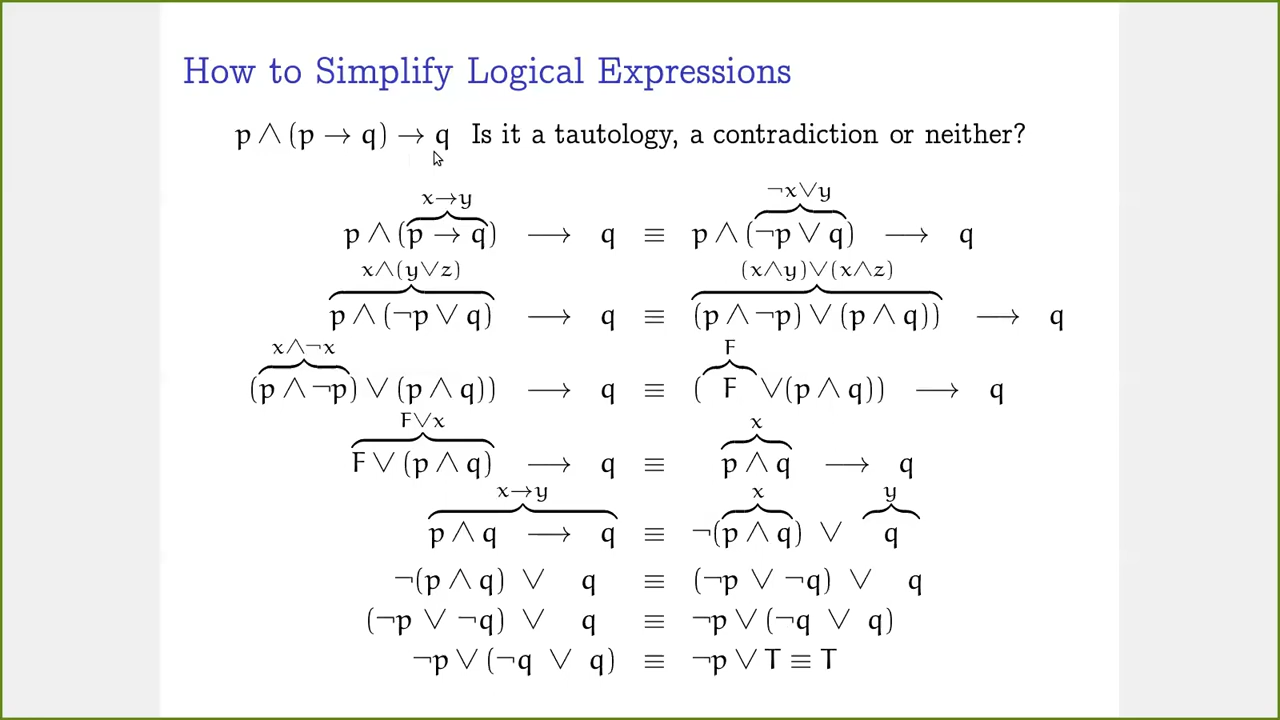 How to Simplify Logical Expressions
p ∧ (p → q) → q Is it a tautology, a contradiction or neither?
x→y ¬x∨y
p ∧ (p → q) ⟶ q ≡ p ∧ (¬p ∨ q) ⟶ q
x∧(y∨z) (x∧y)∨(x∧z)
p ∧ (¬p ∨ q) ⟶ q ≡ (p ∧ ¬p) ∨ (p ∧ q)) ⟶ q
x∧¬x F
(p ∧ ¬p) ∨ (p ∧ q)) ⟶ q ≡ ( F ∨(p ∧ q)) ⟶ q
F∨x x
F ∨ (p ∧ q) ⟶ q ≡ p ∧ q ⟶ q
x→y x y
p ∧ q ⟶ q ≡ ¬(p ∧ q) ∨ q
¬(p ∧ q) ∨ q ≡ (¬p ∨ ¬q) ∨ q
(¬p ∨ ¬q) ∨ q ≡ ¬p ∨ (¬q ∨ q)
¬p ∨ (¬q ∨ q) ≡ ¬p ∨ T ≡ T